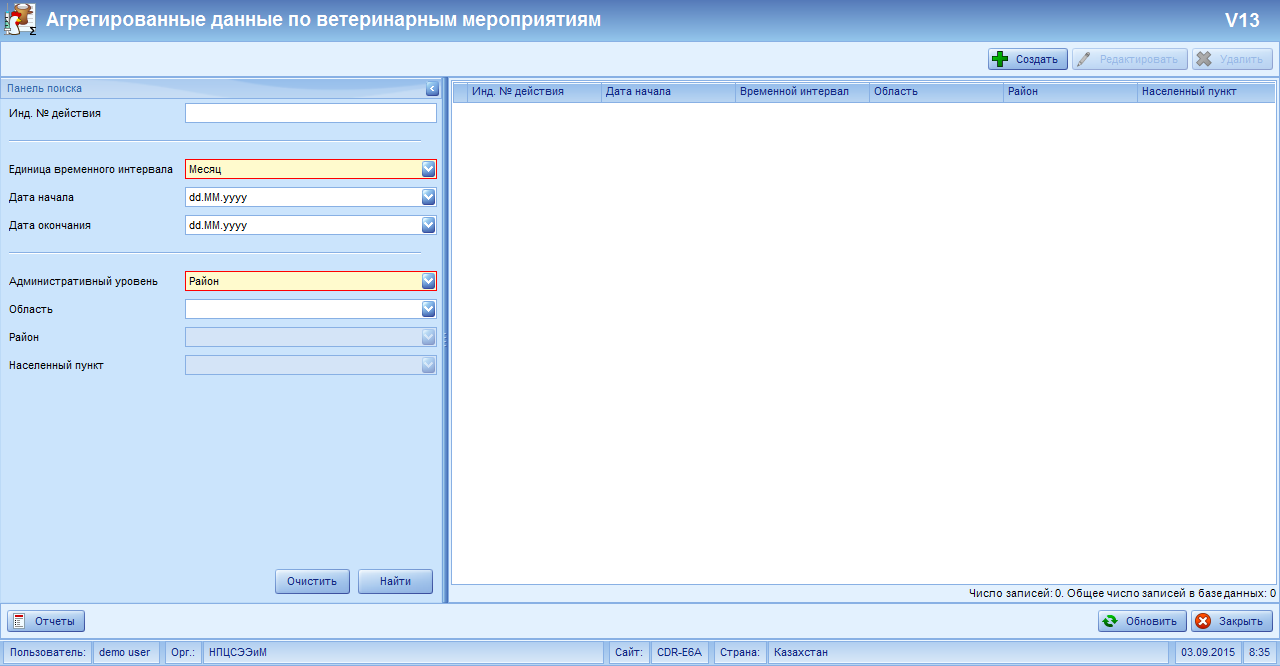 Агрегированные данные по ветеринарным мероприятиям V13
Создать Редактировать Удалить
Панель поиска
Инд. № действия
Единица временного интервала Месяц
Дата начала dd.MM.yyyy
Дата окончания dd.MM.yyyy
Административный уровень Район
Область
Район
Населенный пункт
Очистить Найти
Инд. № действия Дата начала Временной интервал Область Район Населенный пункт
Число записей: 0. Общее число записей в базе данных: 0
Отчеты Обновить Закрыть
Пользователь: demo user Орг.: НПЦСЭЭиМ Сайт: CDR-E6A Страна: Казахстан 03.09.2015 8:35